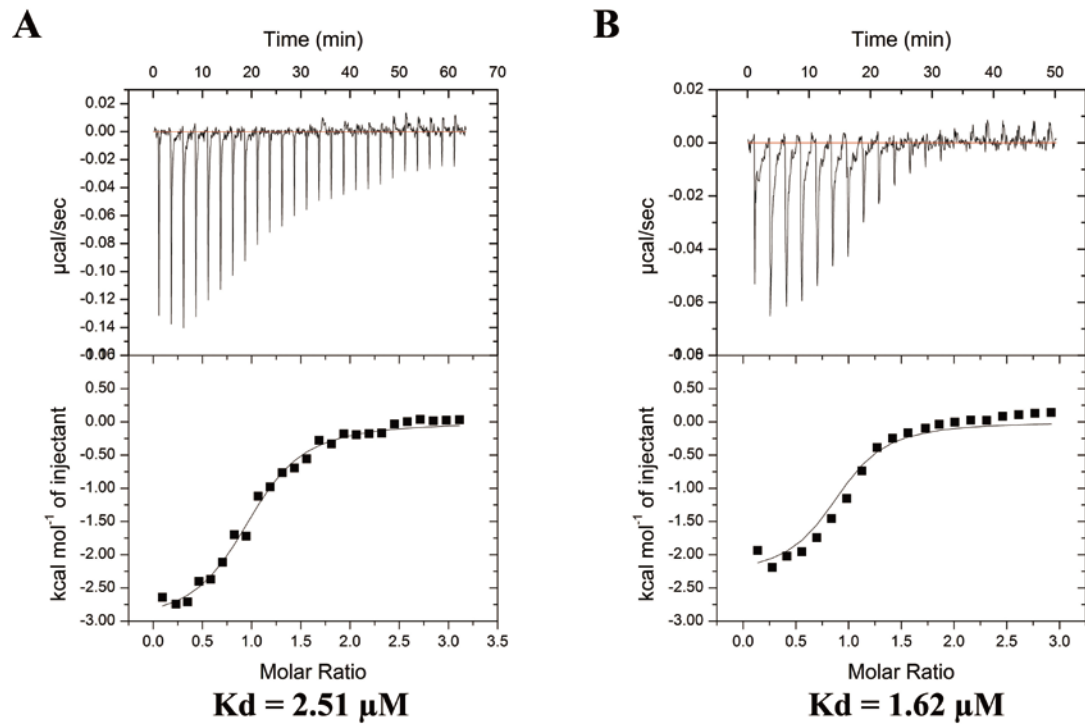 A
Time (min)
0 10 20 30 40 50 60 70
0.02
0.00
-0.02
-0.04
-0.06
-0.08
-0.10
-0.12
-0.14
µcal/sec
0.50
0.00
-0.50
-1.00
-1.50
-2.00
-2.50
-3.00
kcal mol⁻¹ of injectant
0.0 0.5 1.0 1.5 2.0 2.5 3.0 3.5
Molar Ratio
Kd = 2.51 µM
B
Time (min)
0 10 20 30 40 50
0.02
0.00
-0.02
-0.04
-0.06
µcal/sec
0.50
0.00
-0.50
-1.00
-1.50
-2.00
-2.50
-3.00
kcal mol⁻¹ of injectant
0.0 0.5 1.0 1.5 2.0 2.5 3.0
Molar Ratio
Kd = 1.62 µM